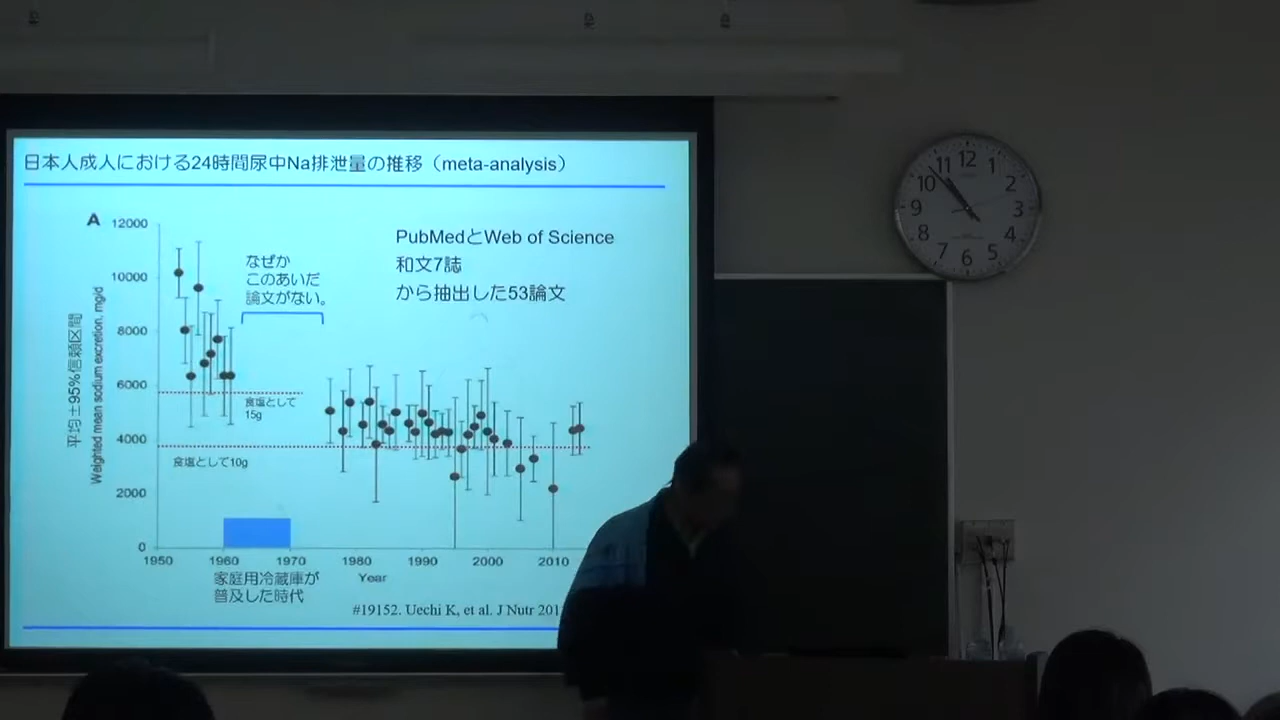 日本人成人における24時間尿中Na排泄量の推移（meta-analysis）
A
12000
10000
8000
6000
4000
2000
0
平均±95%信頼区間
Weighted mean sodium excretion, mg/d
なぜか
このあいだ
論文がない。
PubMedとWeb of Science
和文7誌
から抽出した53論文
食塩として
15g
食塩として10g
1950 1960 1970 1980 1990 2000 2010
Year
家庭用冷蔵庫が
普及した時代
#19152. Uechi K, et al. J Nutr 201
12
1
2
3
4
5
6
7
8
9
10
11